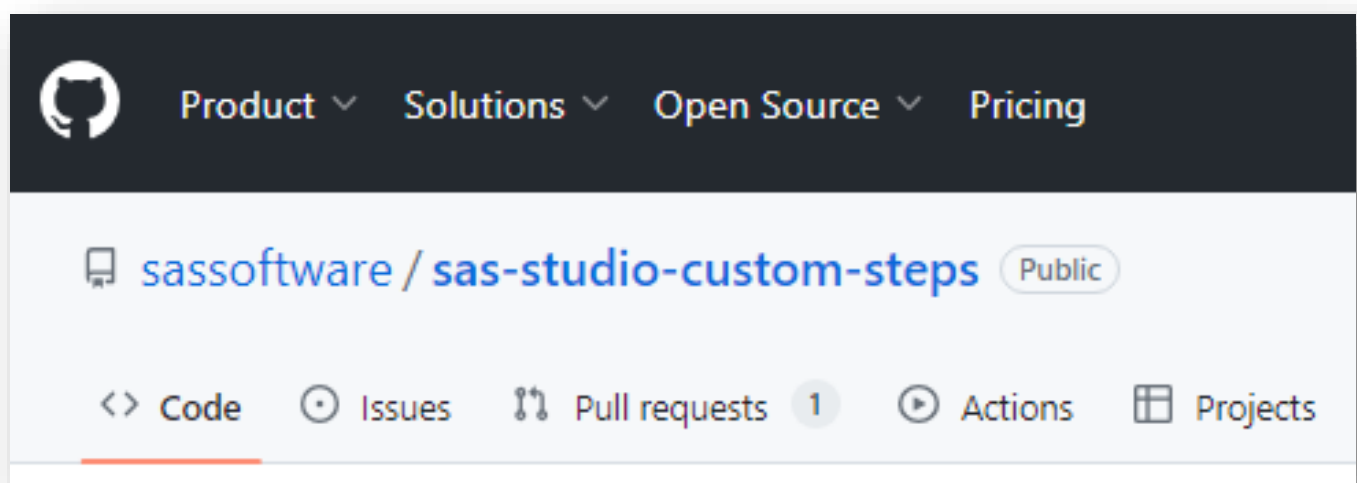 Product Solutions Open Source Pricing
sassoftware / sas-studio-custom-steps Public
<> Code Issues Pull requests 1 Actions Projects